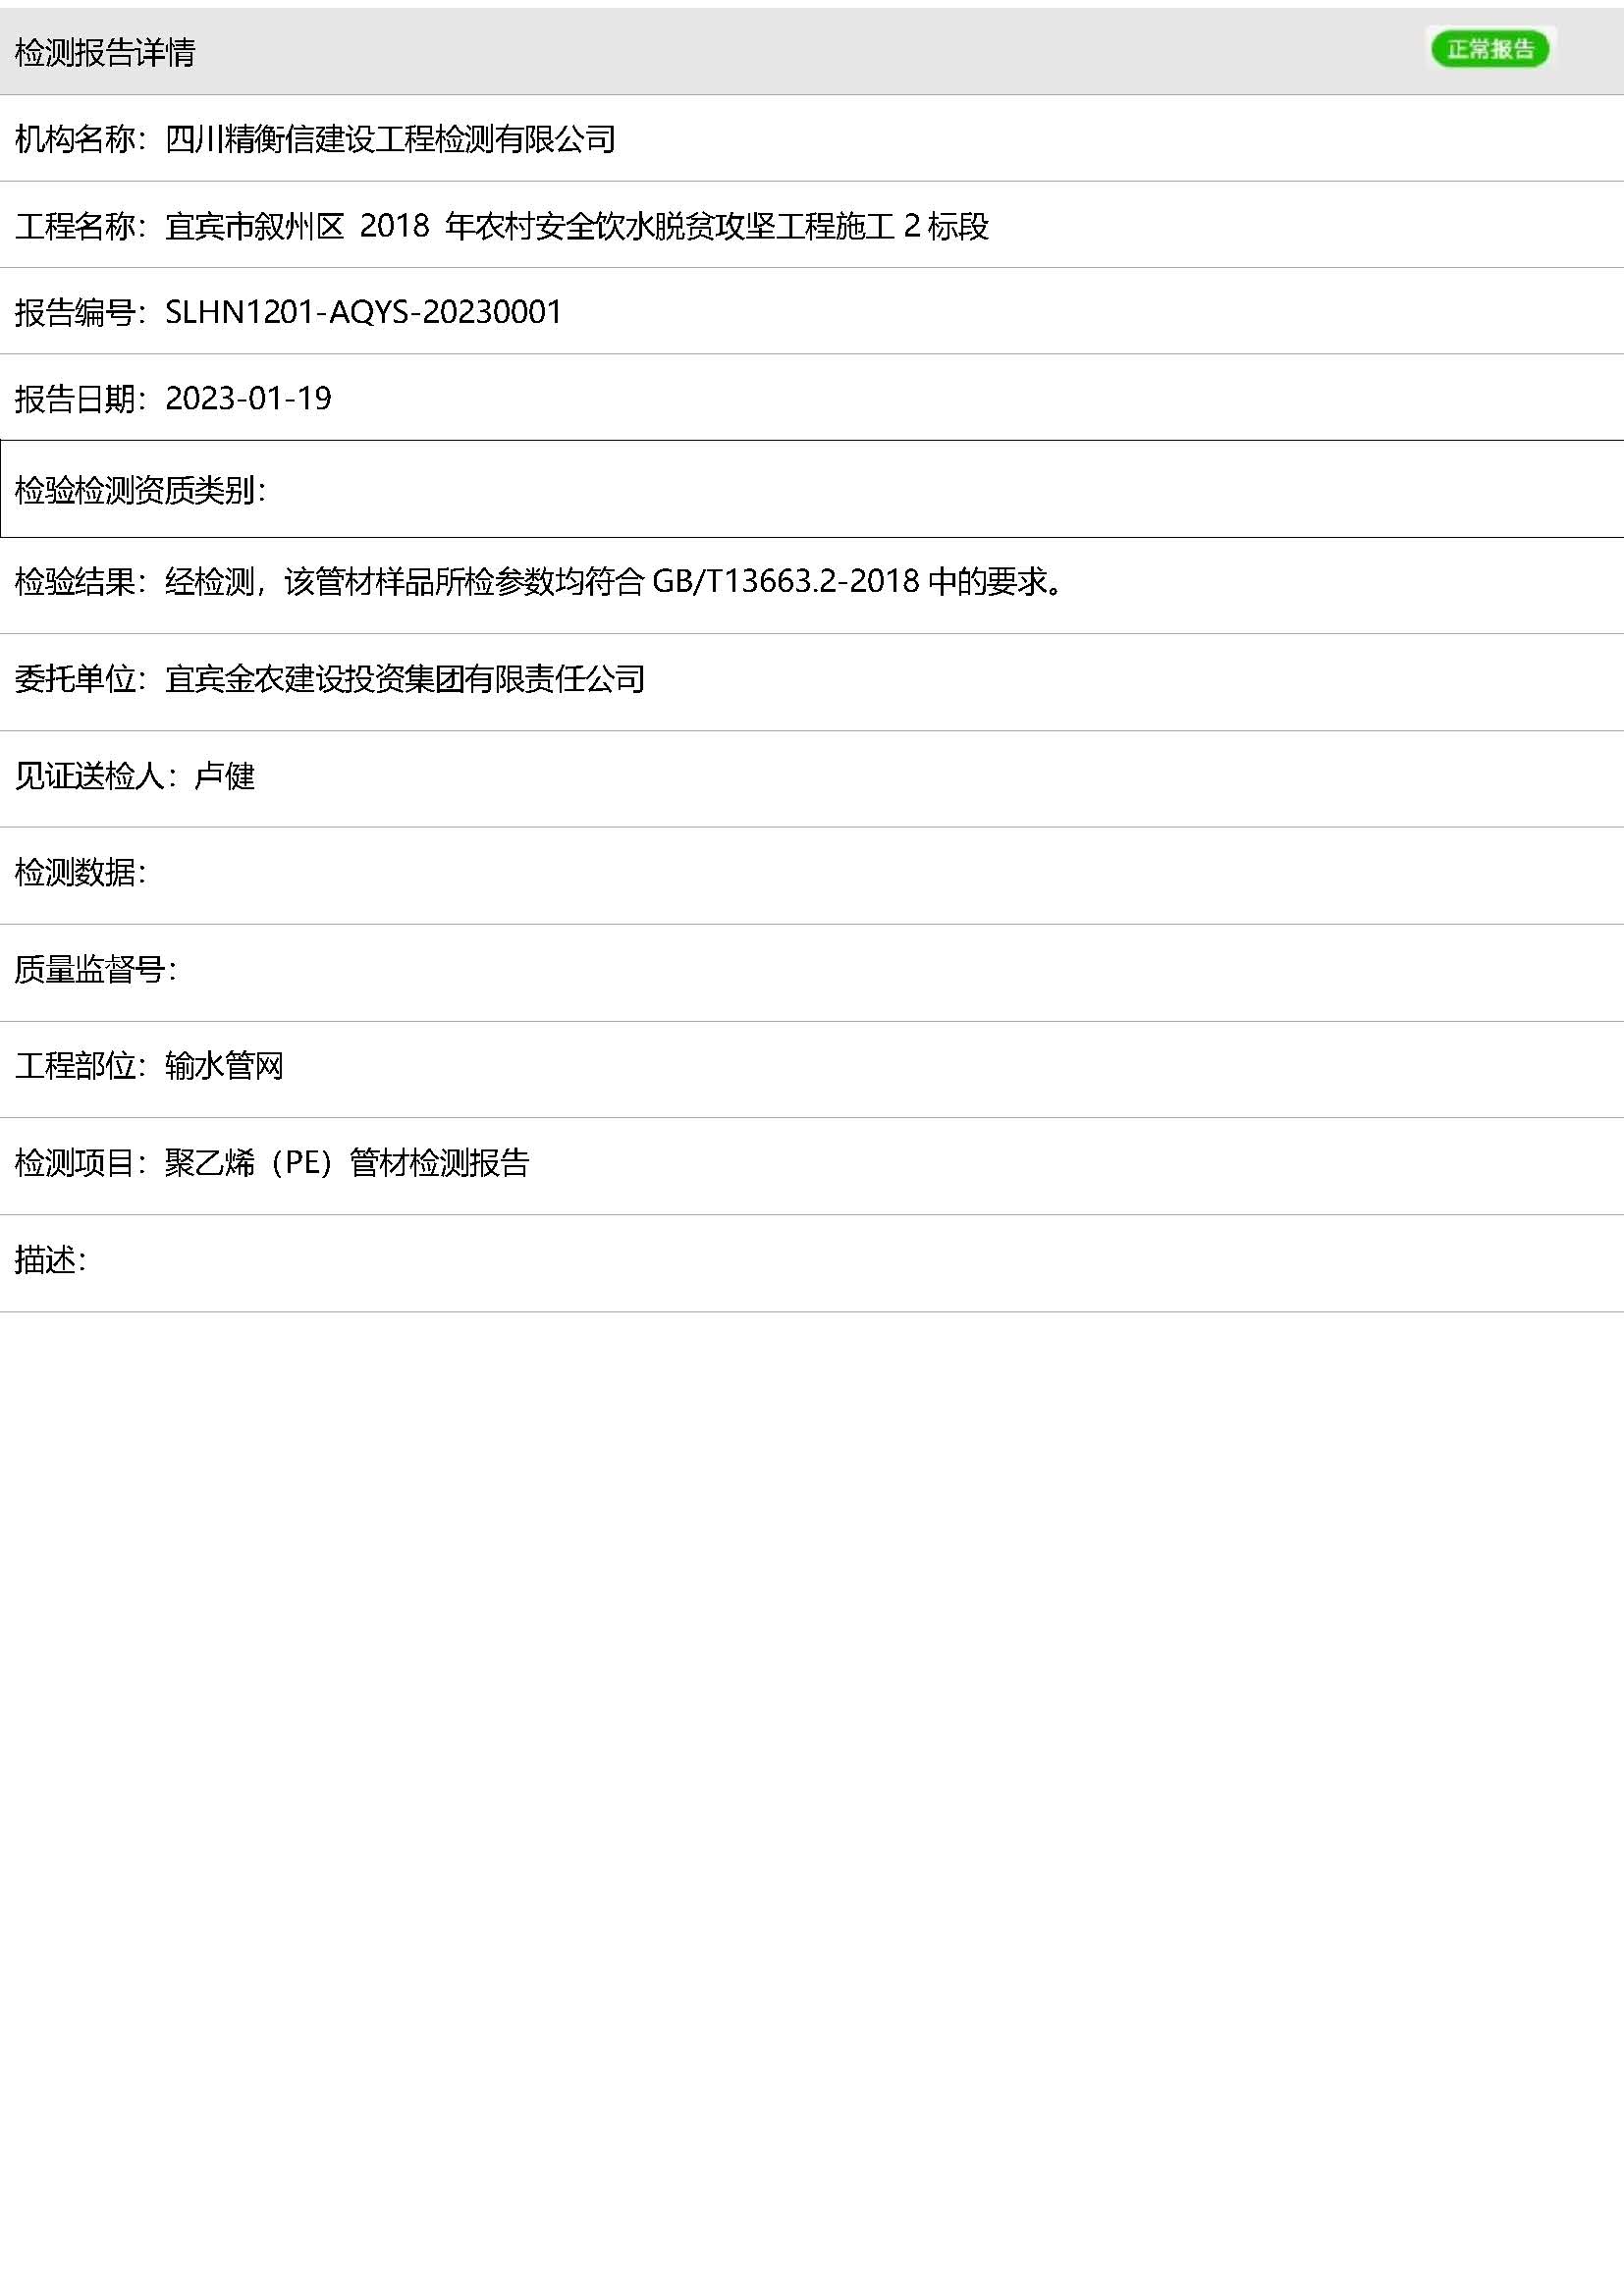 检测报告详情 正常报告
机构名称：四川精衡信建设工程检测有限公司
工程名称：宜宾市叙州区 2018 年农村安全饮水脱贫攻坚工程施工 2 标段
报告编号：SLHN1201-AQYS-20230001
报告日期：2023-01-19
检验检测资质类别：
检验结果：经检测，该管材样品所检参数均符合 GB/T13663.2-2018 中的要求。
委托单位：宜宾金农建设投资集团有限责任公司
见证送检人：卢健
检测数据：
质量监督号：
工程部位：输水管网
检测项目：聚乙烯（PE）管材检测报告
描述：